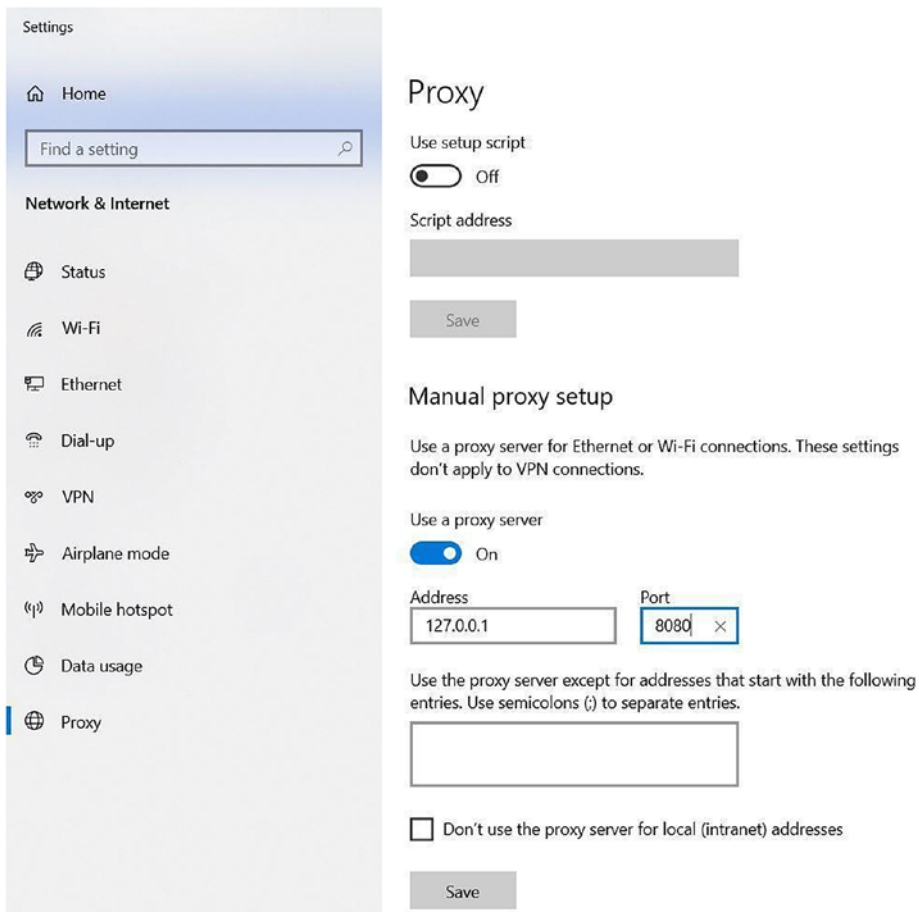 Settings
Home
Find a setting
Network & Internet
Status
Wi-Fi
Ethernet
Dial-up
VPN
Airplane mode
Mobile hotspot
Data usage
Proxy
Proxy
Use setup script
Off
Script address
Save
Manual proxy setup
Use a proxy server for Ethernet or Wi-Fi connections. These settings
don't apply to VPN connections.
Use a proxy server
On
Address Port
127.0.0.1 8080
Use the proxy server except for addresses that start with the following
entries. Use semicolons (;) to separate entries.
Don't use the proxy server for local (intranet) addresses
Save